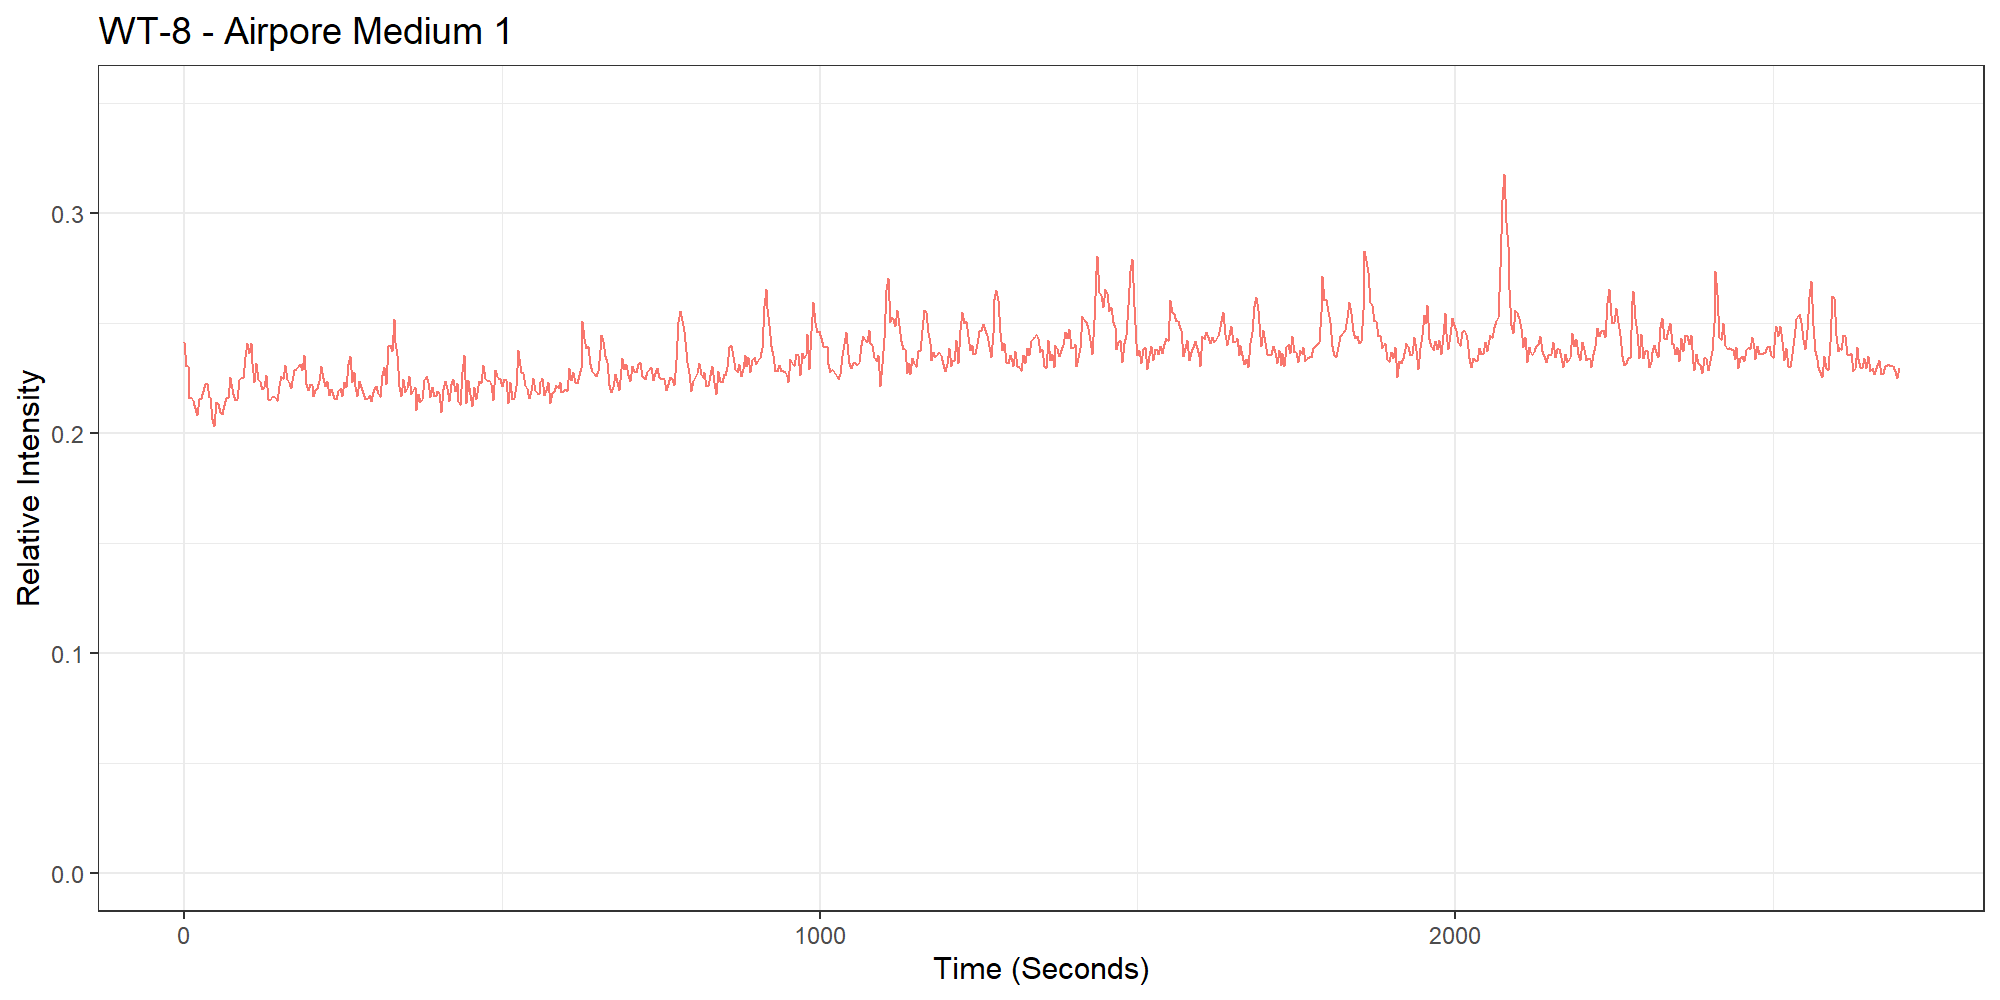 WT-8 - Airpore Medium 1
Relative Intensity
0.3
0.2
0.1
0.0
0 1000 2000
Time (Seconds)